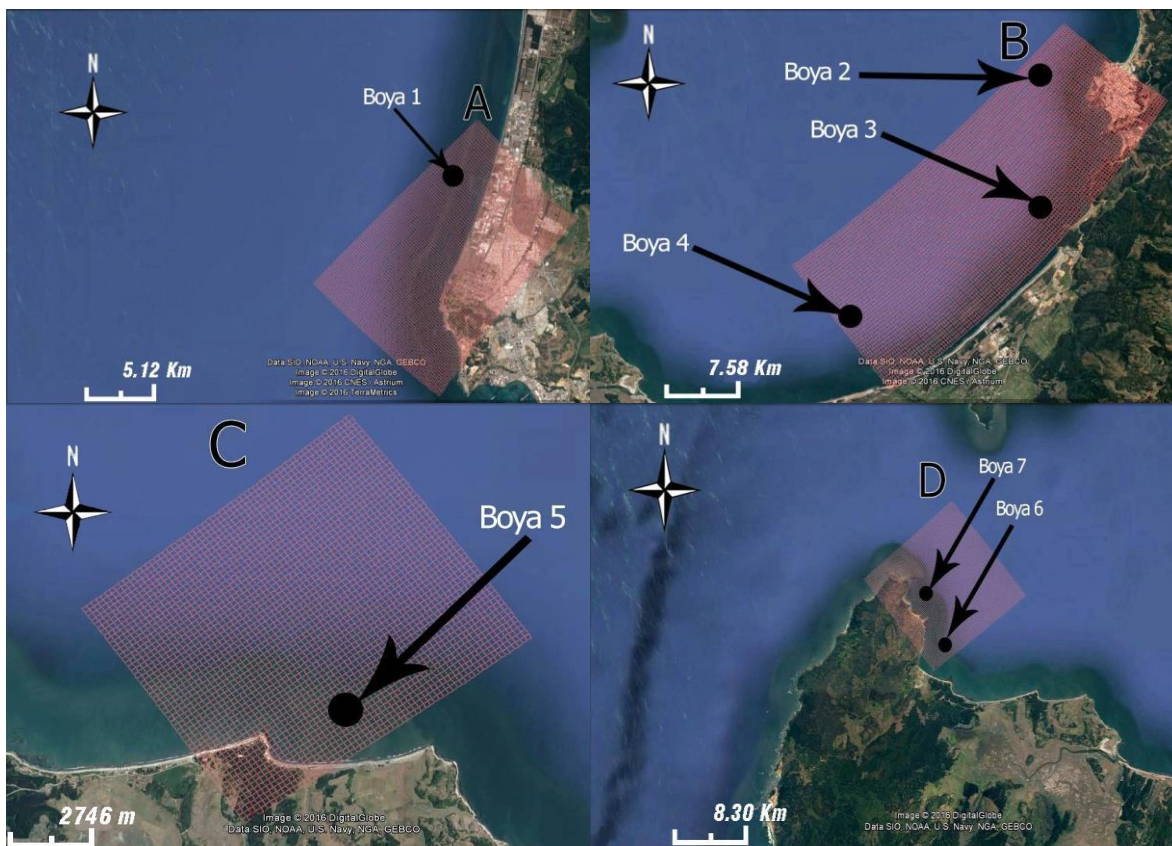 N
A
Boya 1
5.12 Km
Data SIO, NOAA, U.S. Navy, NGA, GEBCO
Image © 2016 DigitalGlobe
Image © 2016 CNES / Astrium
Image © 2016 TerraMetrics
N
B
Boya 2
Boya 3
Boya 4
7.58 Km
Data SIO, NOAA, U.S. Navy, NGA, GEBCO
Image © 2016 DigitalGlobe
Image © 2016 CNES / Astrium
N
C
Boya 5
2746 m
Image © 2016 DigitalGlobe
Data SIO, NOAA, U.S. Navy, NGA, GEBCO
N
D
Boya 7
Boya 6
8.30 Km
Image © 2016 DigitalGlobe
Data SIO, NOAA, U.S. Navy, NGA, GEBCO